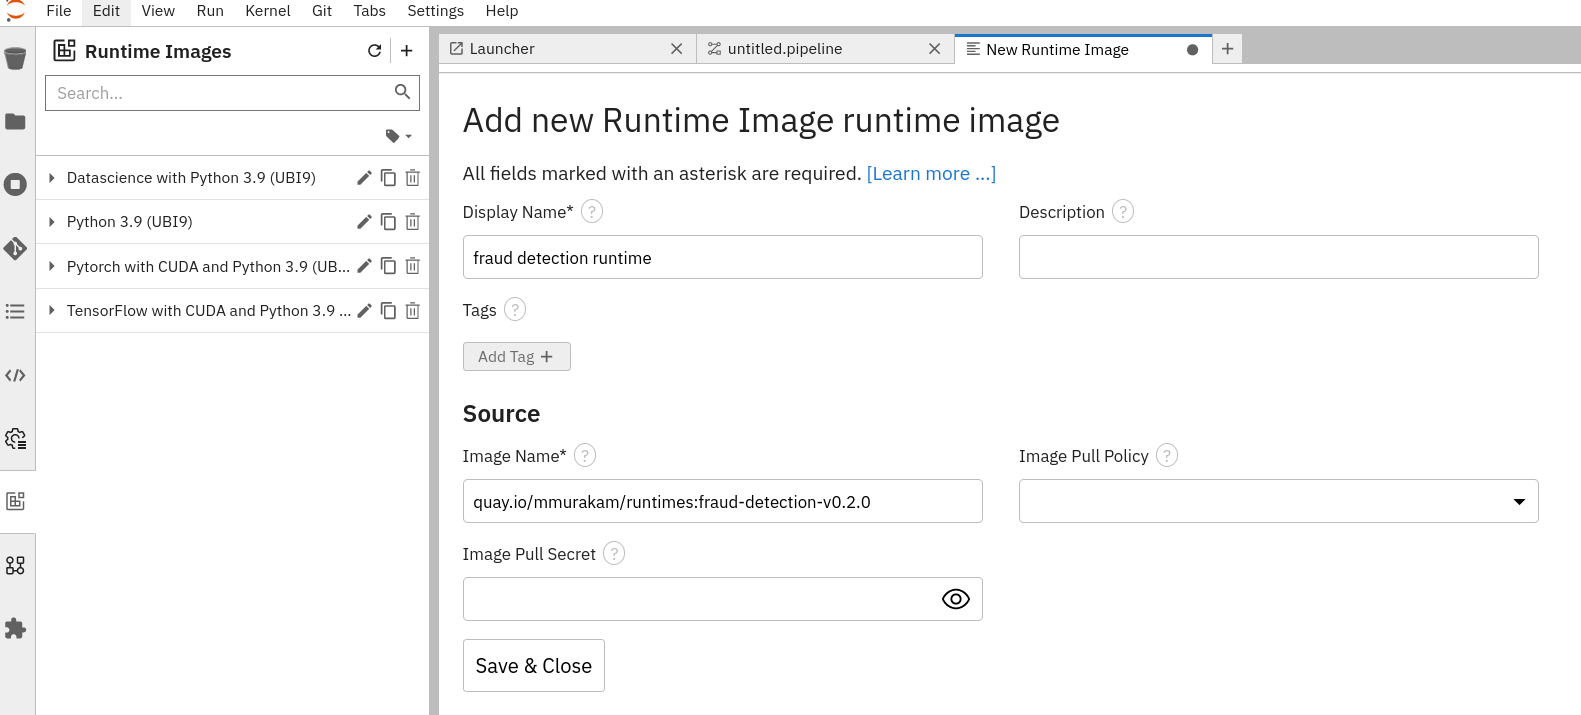 File Edit View Run Kernel Git Tabs Settings Help
Runtime Images
Search...
Datascience with Python 3.9 (UBI9)
Python 3.9 (UBI9)
Pytorch with CUDA and Python 3.9 (UB...
TensorFlow with CUDA and Python 3.9 ...
Launcher
untitled.pipeline
New Runtime Image
Add new Runtime Image runtime image
All fields marked with an asterisk are required. [Learn more ...]
Display Name* ?
Description ?
fraud detection runtime
Tags ?
Add Tag +
Source
Image Name* ?
Image Pull Policy ?
quay.io/mmurakam/runtimes:fraud-detection-v0.2.0
Image Pull Secret ?
Save & Close